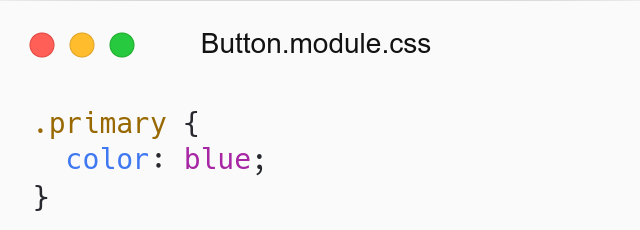 Button.module.css
.primary {
  color: blue;
}